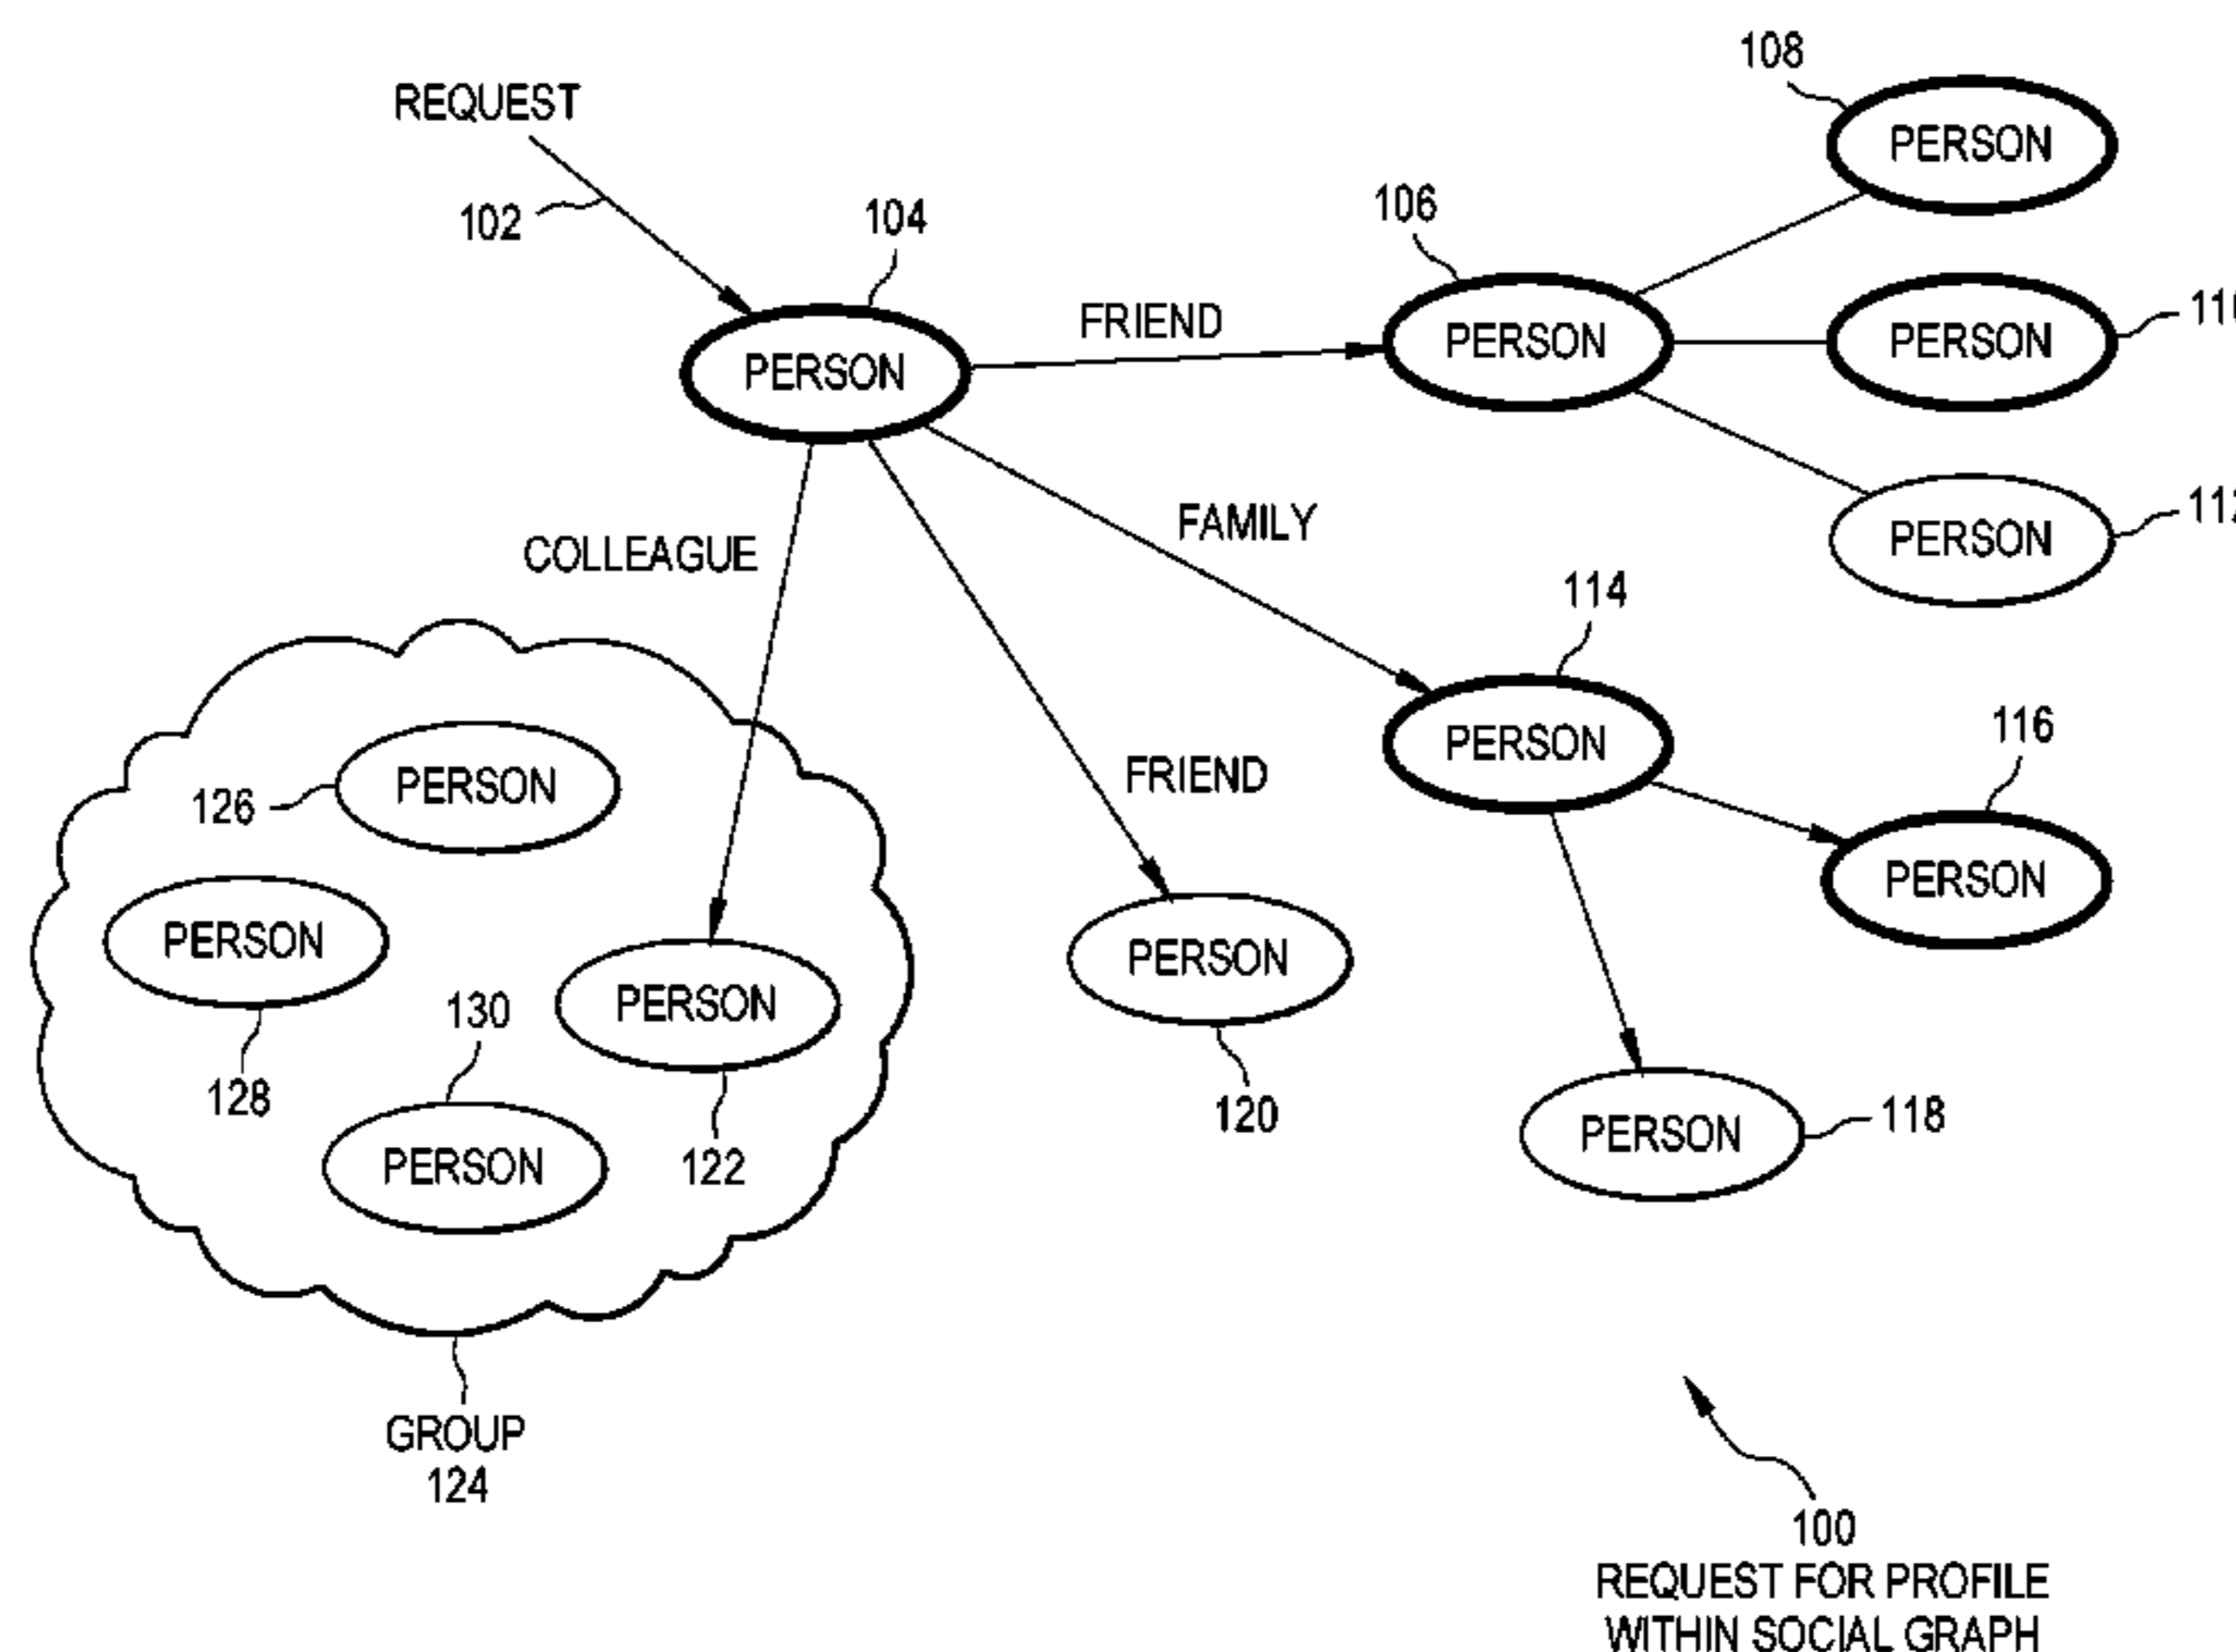 108
PERSON
REQUEST
102
104
106
PERSON
110
PERSON
FRIEND
PERSON
PERSON
112
FAMILY
COLLEAGUE
114
PERSON
116
PERSON
FRIEND
126
PERSON
PERSON
128
130
PERSON
122
PERSON
PERSON
120
PERSON
118
GROUP
124
100
REQUEST FOR PROFILE
WITHIN SOCIAL GRAPH